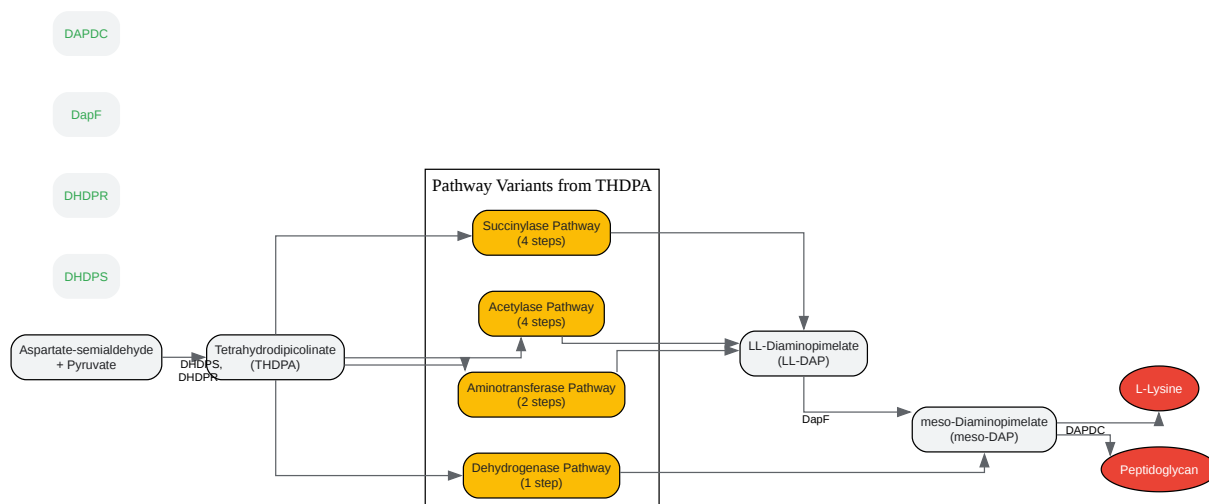 DAPDC
DapF
DHDPR
DHDPS
Aspartate-semialdehyde
+ Pyruvate
DHDPS,
DHDPR
Tetrahydrodipicolinate
(THDPA)
Pathway Variants from THDPA
Succinylase Pathway
(4 steps)
Acetylase Pathway
(4 steps)
Aminotransferase Pathway
(2 steps)
Dehydrogenase Pathway
(1 step)
LL-Diaminopimelate
(LL-DAP)
DapF
meso-Diaminopimelate
(meso-DAP)
DAPDC
L-Lysine
Peptidoglycan